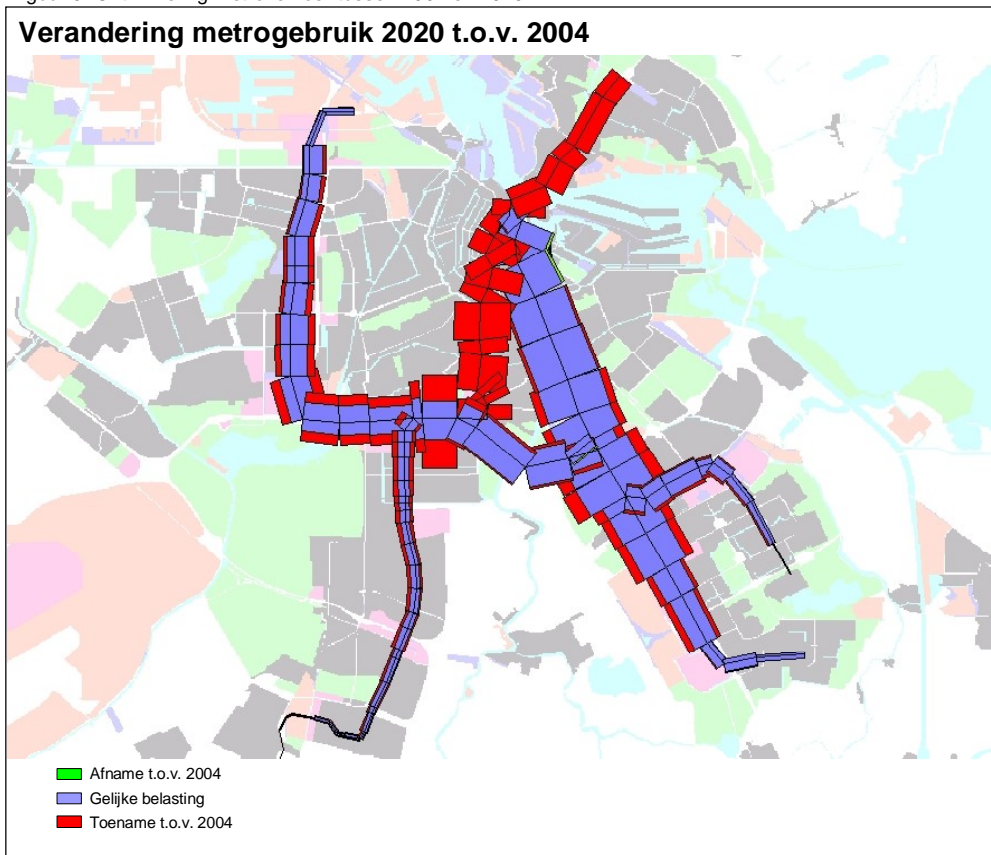 Verandering metrogebruik 2020 t.o.v. 2004
Afname t.o.v. 2004
Gelijke belasting
Toename t.o.v. 2004